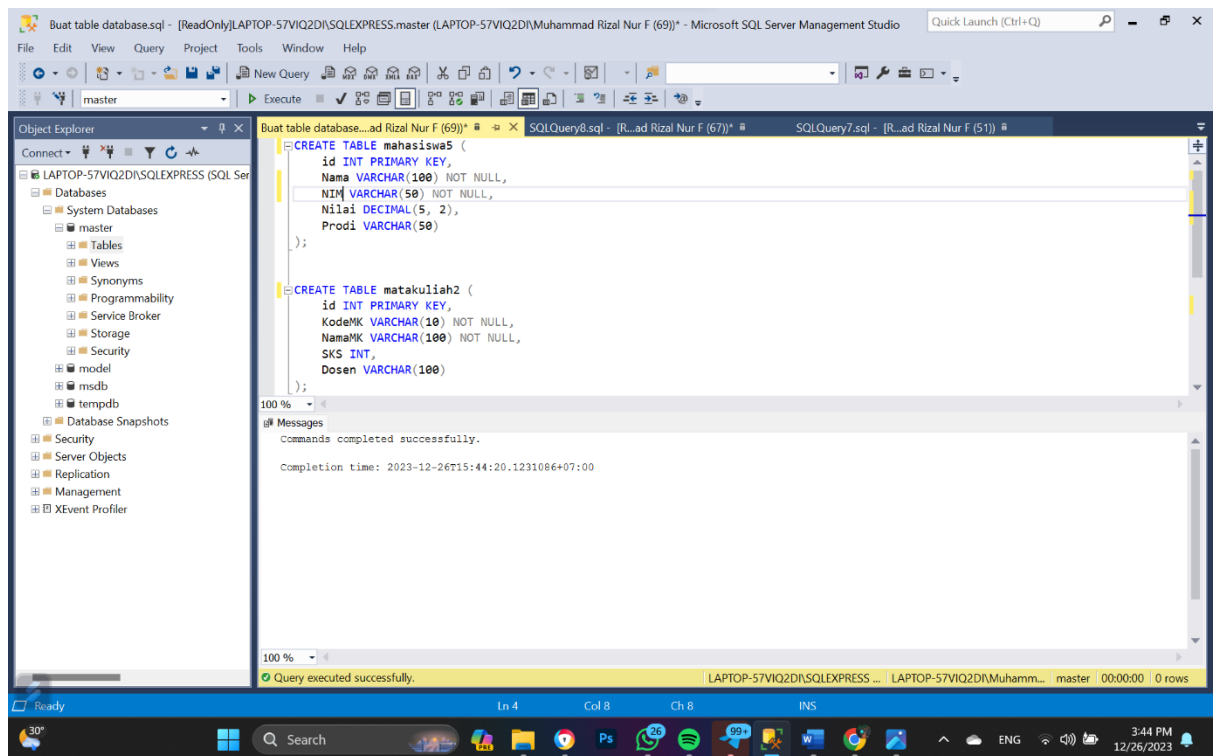 Buat table database.sql - [ReadOnly]LAPTOP-57VIQ2DI\SQLEXPRESS.master (LAPTOP-57VIQ2DI\Muhammad Rizal Nur F (69))* - Microsoft SQL Server Management Studio
Quick Launch (Ctrl+Q)
File Edit View Query Project Tools Window Help
New Query
master
Execute
Object Explorer
Connect
LAPTOP-57VIQ2DI\SQLEXPRESS (SQL Ser
Databases
System Databases
master
Tables
Views
Synonyms
Programmability
Service Broker
Storage
Security
model
msdb
tempdb
Database Snapshots
Security
Server Objects
Replication
Management
XEvent Profiler
Buat table database....ad Rizal Nur F (69))*
SQLQuery8.sql - [R...ad Rizal Nur F (67))*
SQLQuery7.sql - [R...ad Rizal Nur F (51))
CREATE TABLE mahasiswa5 (
id INT PRIMARY KEY,
Nama VARCHAR(100) NOT NULL,
NIM VARCHAR(50) NOT NULL,
Nilai DECIMAL(5, 2),
Prodi VARCHAR(50)
);
CREATE TABLE matakuliah2 (
id INT PRIMARY KEY,
KodeMK VARCHAR(10) NOT NULL,
NamaMK VARCHAR(100) NOT NULL,
SKS INT,
Dosen VARCHAR(100)
);
100 %
Messages
Commands completed successfully.
Completion time: 2023-12-26T15:44:20.1231086+07:00
100 %
Query executed successfully.
LAPTOP-57VIQ2DI\SQLEXPRESS ... LAPTOP-57VIQ2DI\Muhamm... master 00:00:00 0 rows
Ready Ln 4 Col 8 Ch 8 INS
30°
Search
PRE
Ps
26
99+
ENG
3:44 PM
12/26/2023